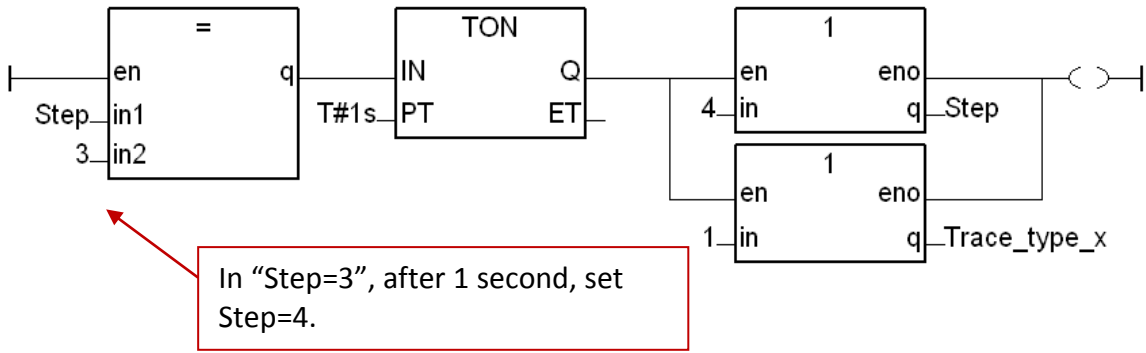 = TON 1
en q IN Q en eno
Step in1 T#1s PT ET 4 in q Step
3 in2 1
en eno
1 in q Trace_type_x
In “Step=3”, after 1 second, set
Step=4.